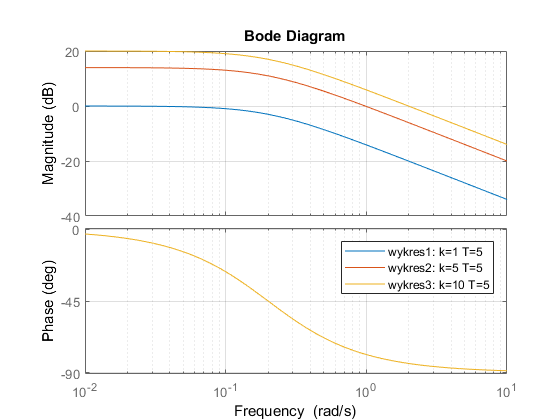 Bode Diagram
Magnitude (dB)
20
0
-20
-40
Phase (deg)
0
-45
-90
wykres1: k=1 T=5
wykres2: k=5 T=5
wykres3: k=10 T=5
10^-2 10^-1 10^0 10^1
Frequency (rad/s)